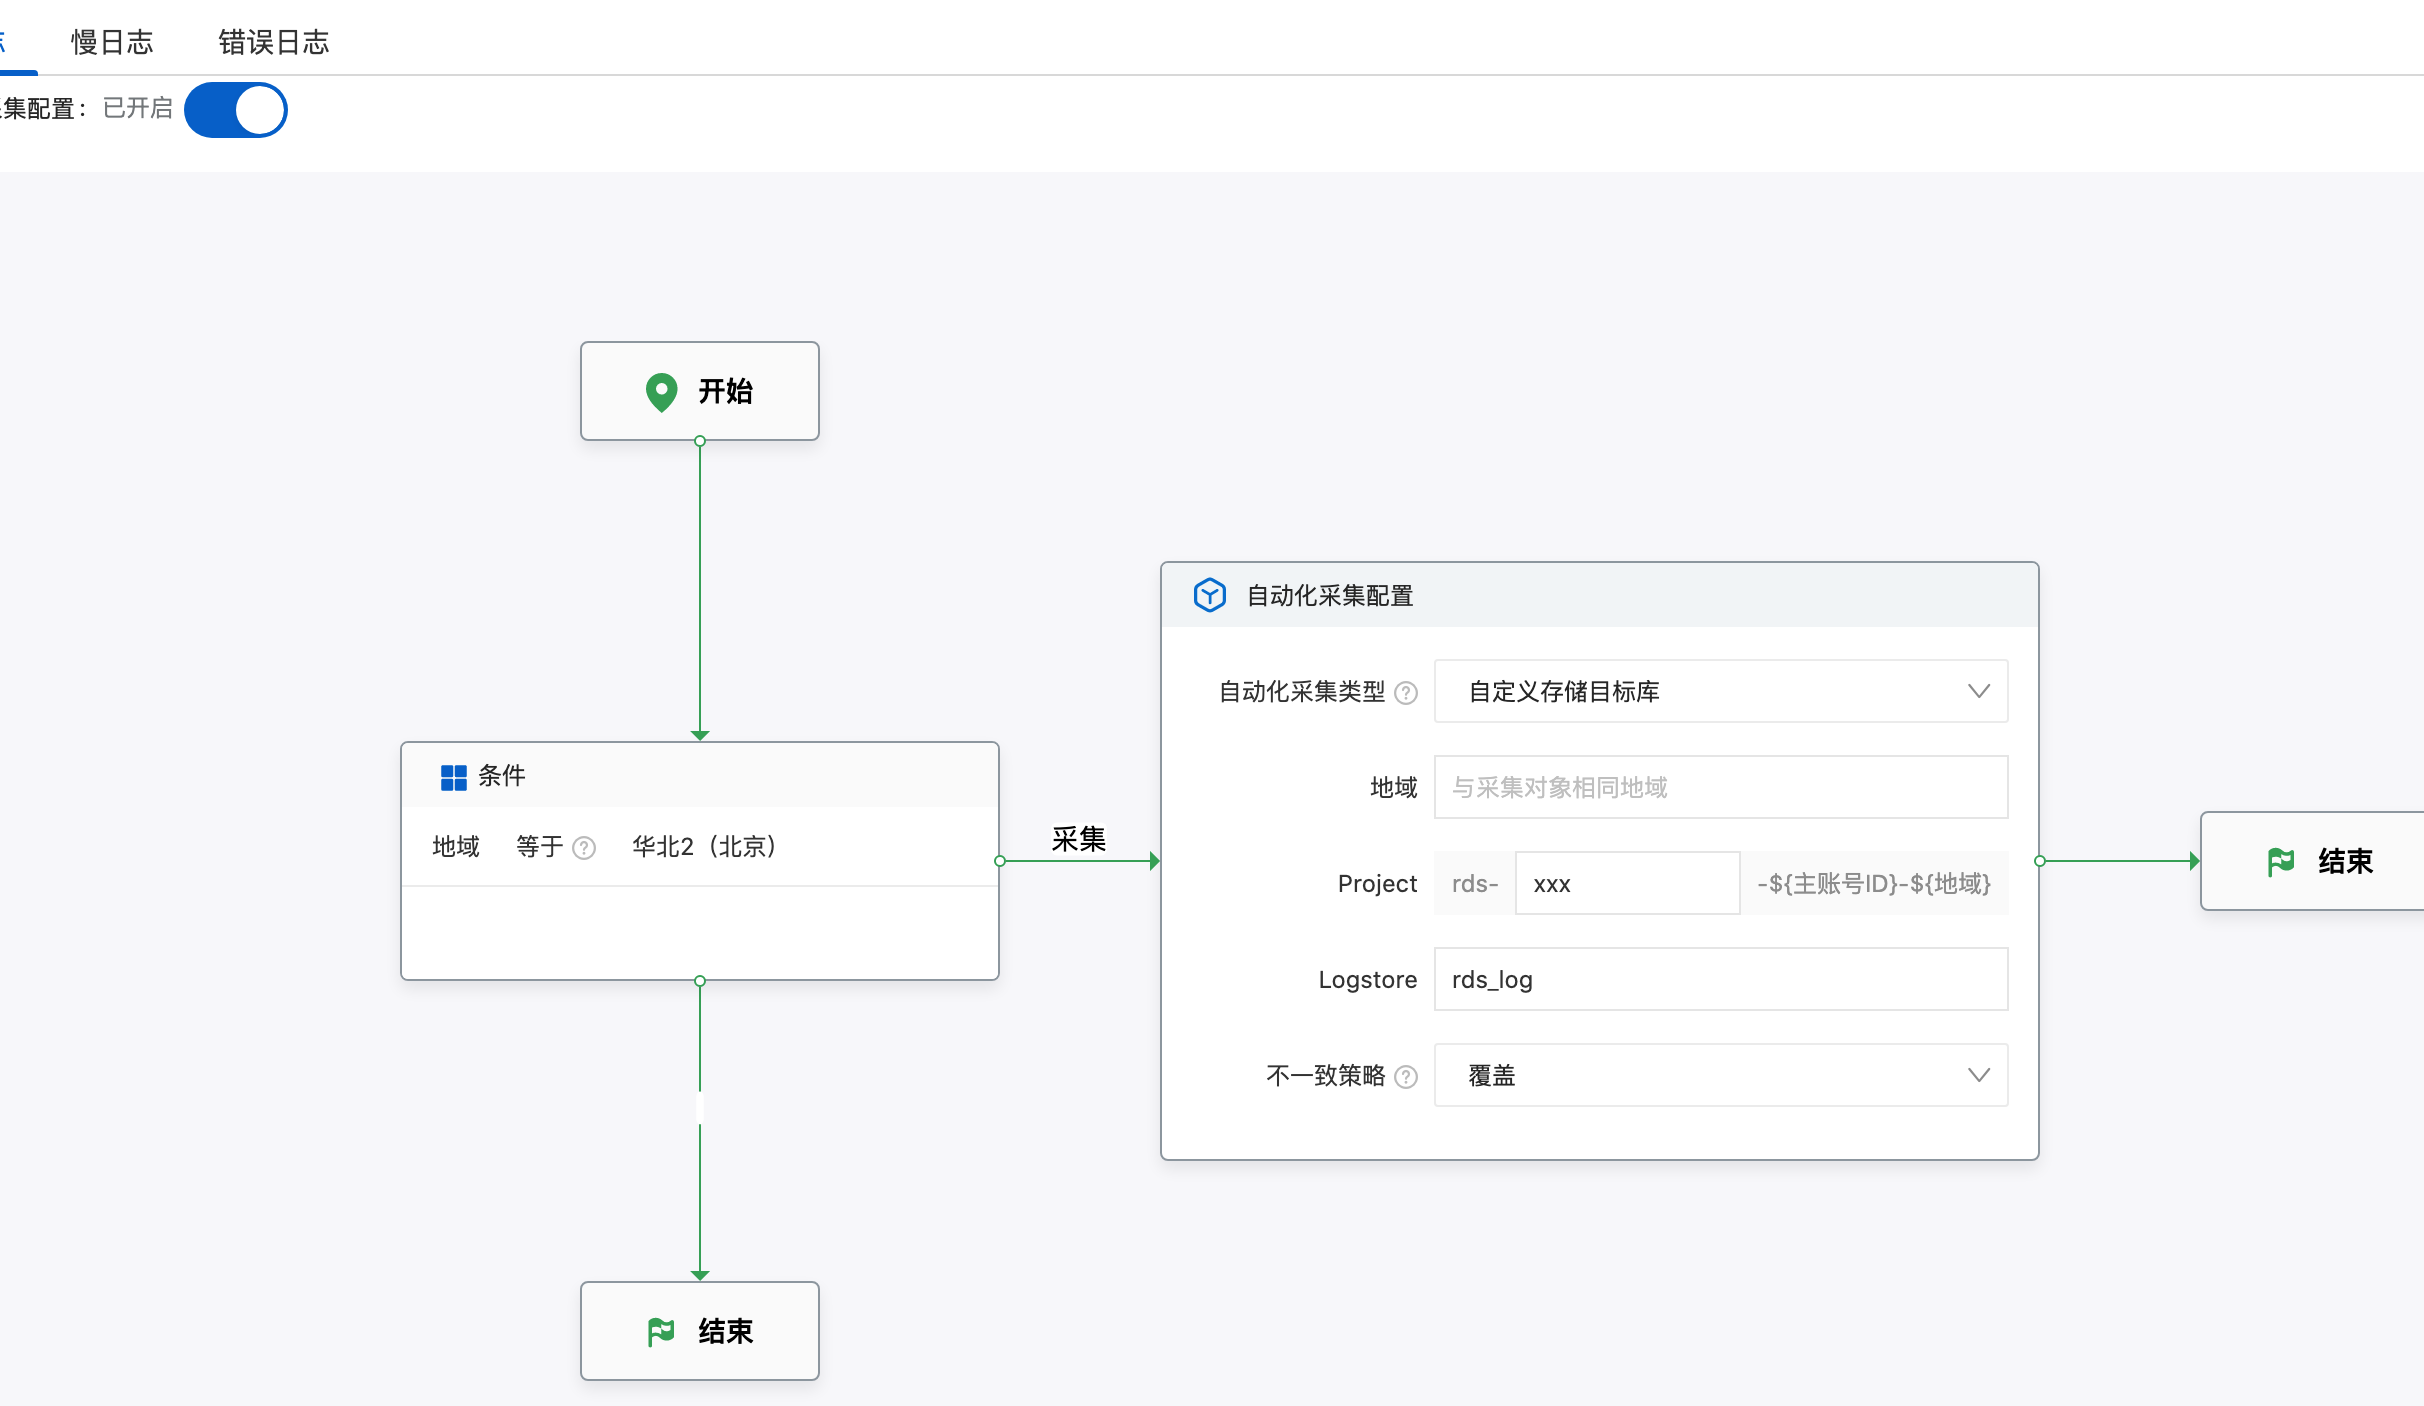 慢日志 错误日志
集配置： 已开启
开始
自动化采集配置
自动化采集类型 自定义存储目标库
条件
地域 与采集对象相同地域
地域 等于 华北2（北京）
采集
结束
Project rds- xxx -${主账号ID}-${地域}
Logstore rds_log
不一致策略 覆盖
结束